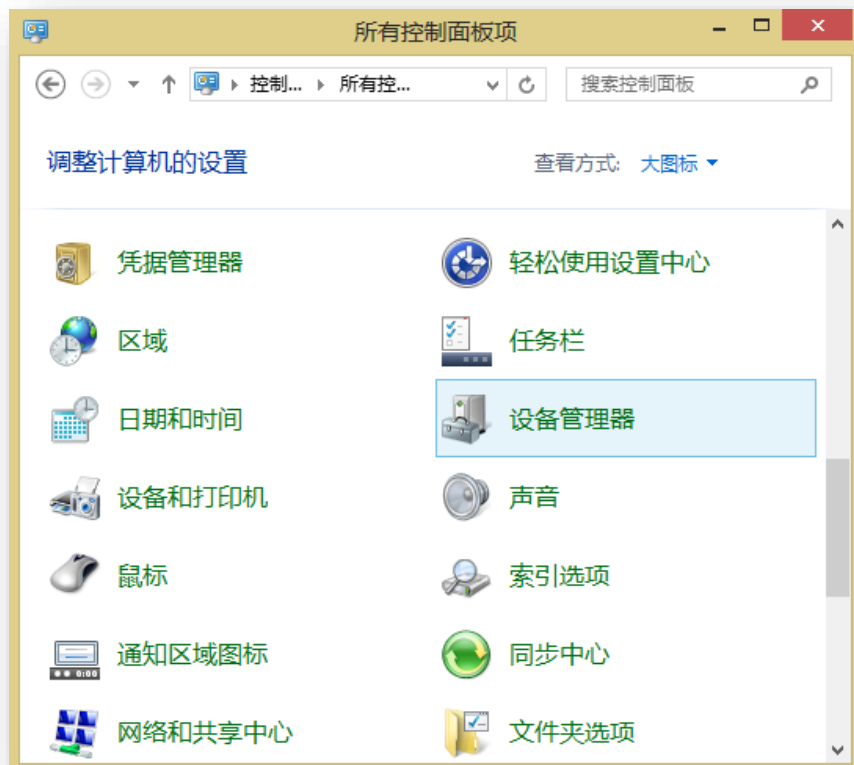 所有控制面板项
控制... 所有控... 搜索控制面板
调整计算机的设置 查看方式: 大图标
凭据管理器 轻松使用设置中心
区域 任务栏
日期和时间 设备管理器
设备和打印机 声音
鼠标 索引选项
通知区域图标 同步中心
网络和共享中心 文件夹选项